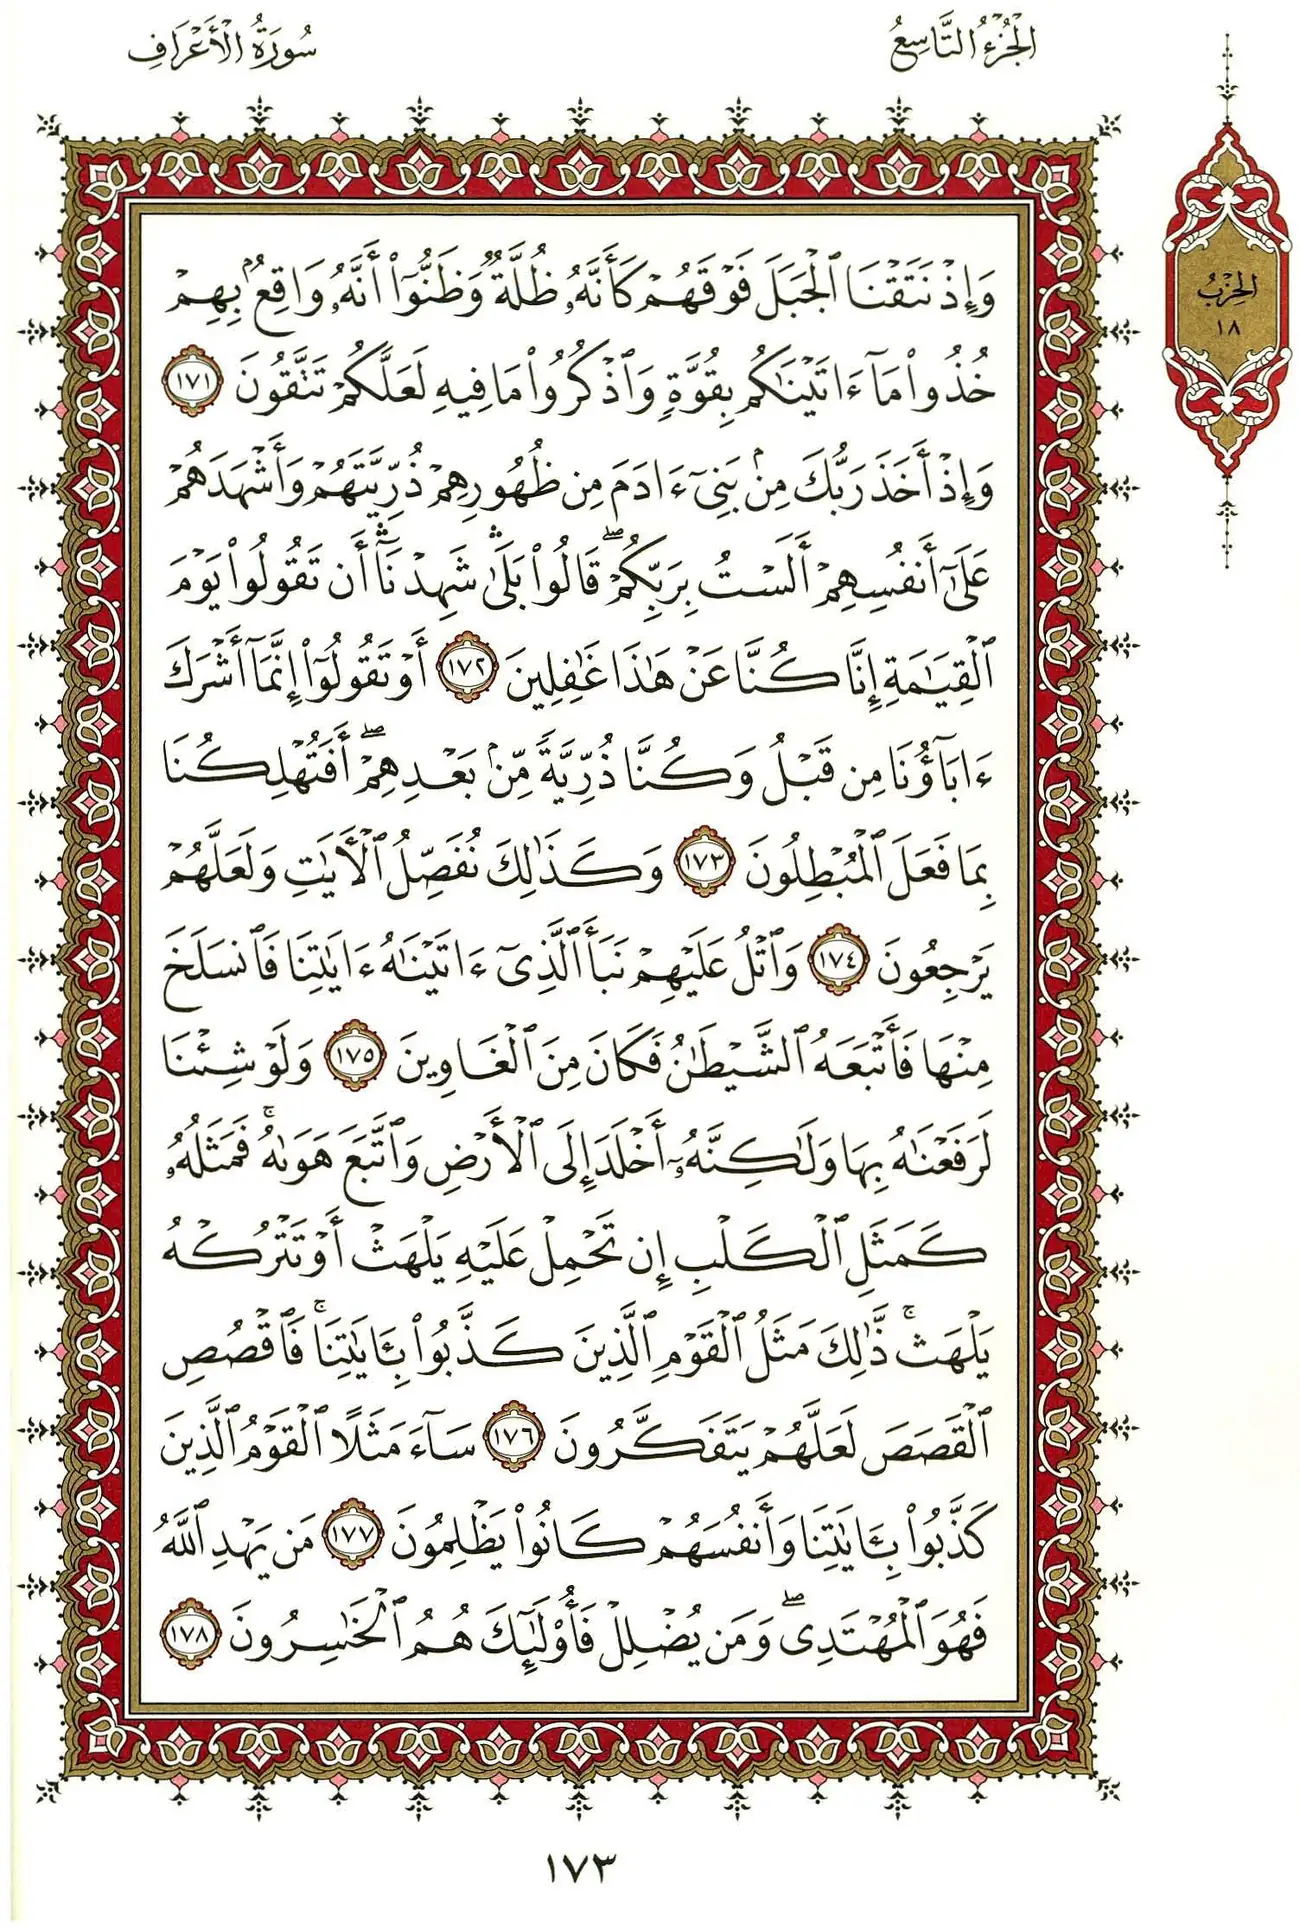 الجُزْءُ التَّاسِعُ
سُورَةُ الأَعْرَافِ
الحِزْبُ
١٨
وَإِذْ نَتَقْنَا ٱلْجَبَلَ فَوْقَهُمْ كَأَنَّهُۥ ظُلَّةٌ وَظَنُّوٓا۟ أَنَّهُۥ وَاقِعٌۢ بِهِمْ
خُذُوا۟ مَآ ءَاتَيْنَٰكُم بِقُوَّةٍ وَٱذْكُرُوا۟ مَا فِيهِ لَعَلَّكُمْ تَتَّقُونَ ١٧١
وَإِذْ أَخَذَ رَبُّكَ مِنۢ بَنِىٓ ءَادَمَ مِن ظُهُورِهِمْ ذُرِّيَّتَهُمْ وَأَشْهَدَهُمْ
عَلَىٰٓ أَنفُسِهِمْ أَلَسْتُ بِرَبِّكُمْ ۖ قَالُوا۟ بَلَىٰ ۛ شَهِدْنَآ ۛ أَن تَقُولُوا۟ يَوْمَ
ٱلْقِيَٰمَةِ إِنَّا كُنَّا عَنْ هَٰذَا غَٰفِلِينَ ١٧٢ أَوْ تَقُولُوٓا۟ إِنَّمَآ أَشْرَكَ
ءَابَآؤُنَا مِن قَبْلُ وَكُنَّا ذُرِّيَّةً مِّنۢ بَعْدِهِمْ ۖ أَفَتُهْلِكُنَا
بِمَا فَعَلَ ٱلْمُبْطِلُونَ ١٧٣ وَكَذَٰلِكَ نُفَصِّلُ ٱلْأَيَٰتِ وَلَعَلَّهُمْ
يَرْجِعُونَ ١٧٤ وَٱتْلُ عَلَيْهِمْ نَبَأَ ٱلَّذِىٓ ءَاتَيْنَٰهُ ءَايَٰتِنَا فَٱنسَلَخَ
مِنْهَا فَأَتْبَعَهُ ٱلشَّيْطَٰنُ فَكَانَ مِنَ ٱلْغَاوِينَ ١٧٥ وَلَوْ شِئْنَا
لَرَفَعْنَٰهُ بِهَا وَلَٰكِنَّهُۥٓ أَخْلَدَ إِلَى ٱلْأَرْضِ وَٱتَّبَعَ هَوَىٰهُ ۚ فَمَثَلُهُۥ
كَمَثَلِ ٱلْكَلْبِ إِن تَحْمِلْ عَلَيْهِ يَلْهَثْ أَوْ تَتْرُكْهُ
يَلْهَث ۚ ذَّٰلِكَ مَثَلُ ٱلْقَوْمِ ٱلَّذِينَ كَذَّبُوا۟ بِـَٔايَٰتِنَا ۚ فَٱقْصُصِ
ٱلْقَصَصَ لَعَلَّهُمْ يَتَفَكَّرُونَ ١٧٦ سَآءَ مَثَلًا ٱلْقَوْمُ ٱلَّذِينَ
كَذَّبُوا۟ بِـَٔايَٰتِنَا وَأَنفُسَهُمْ كَانُوا۟ يَظْلِمُونَ ١٧٧ مَن يَهْدِ ٱللَّهُ
فَهُوَ ٱلْمُهْتَدِى ۖ وَمَن يُضْلِلْ فَأُو۟لَٰٓئِكَ هُمُ ٱلْخَٰسِرُونَ ١٧٨
١٧٣